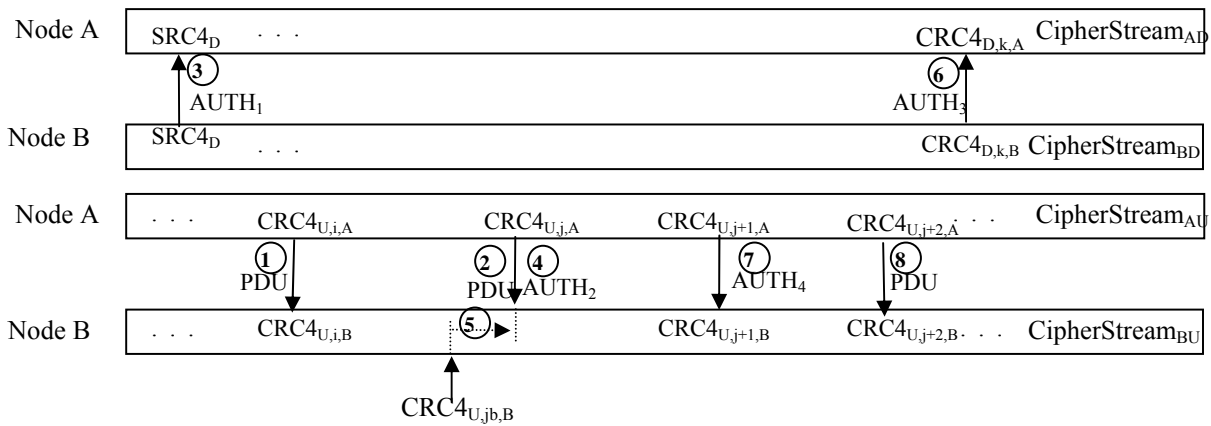 Node A SRC4D . . . CRC4D,k,A CipherStreamAD
3 6
AUTH1 AUTH3
Node B SRC4D . . . CRC4D,k,B CipherStreamBD
Node A . . . CRC4U,i,A CRC4U,j,A CRC4U,j+1,A CRC4U,j+2,A . . . CipherStreamAU
1 2 4 7 8
PDU PDU AUTH2 AUTH4 PDU
5
Node B . . . CRC4U,i,B CRC4U,j+1,B CRC4U,j+2,B . . . CipherStreamBU
CRC4U,jb,B